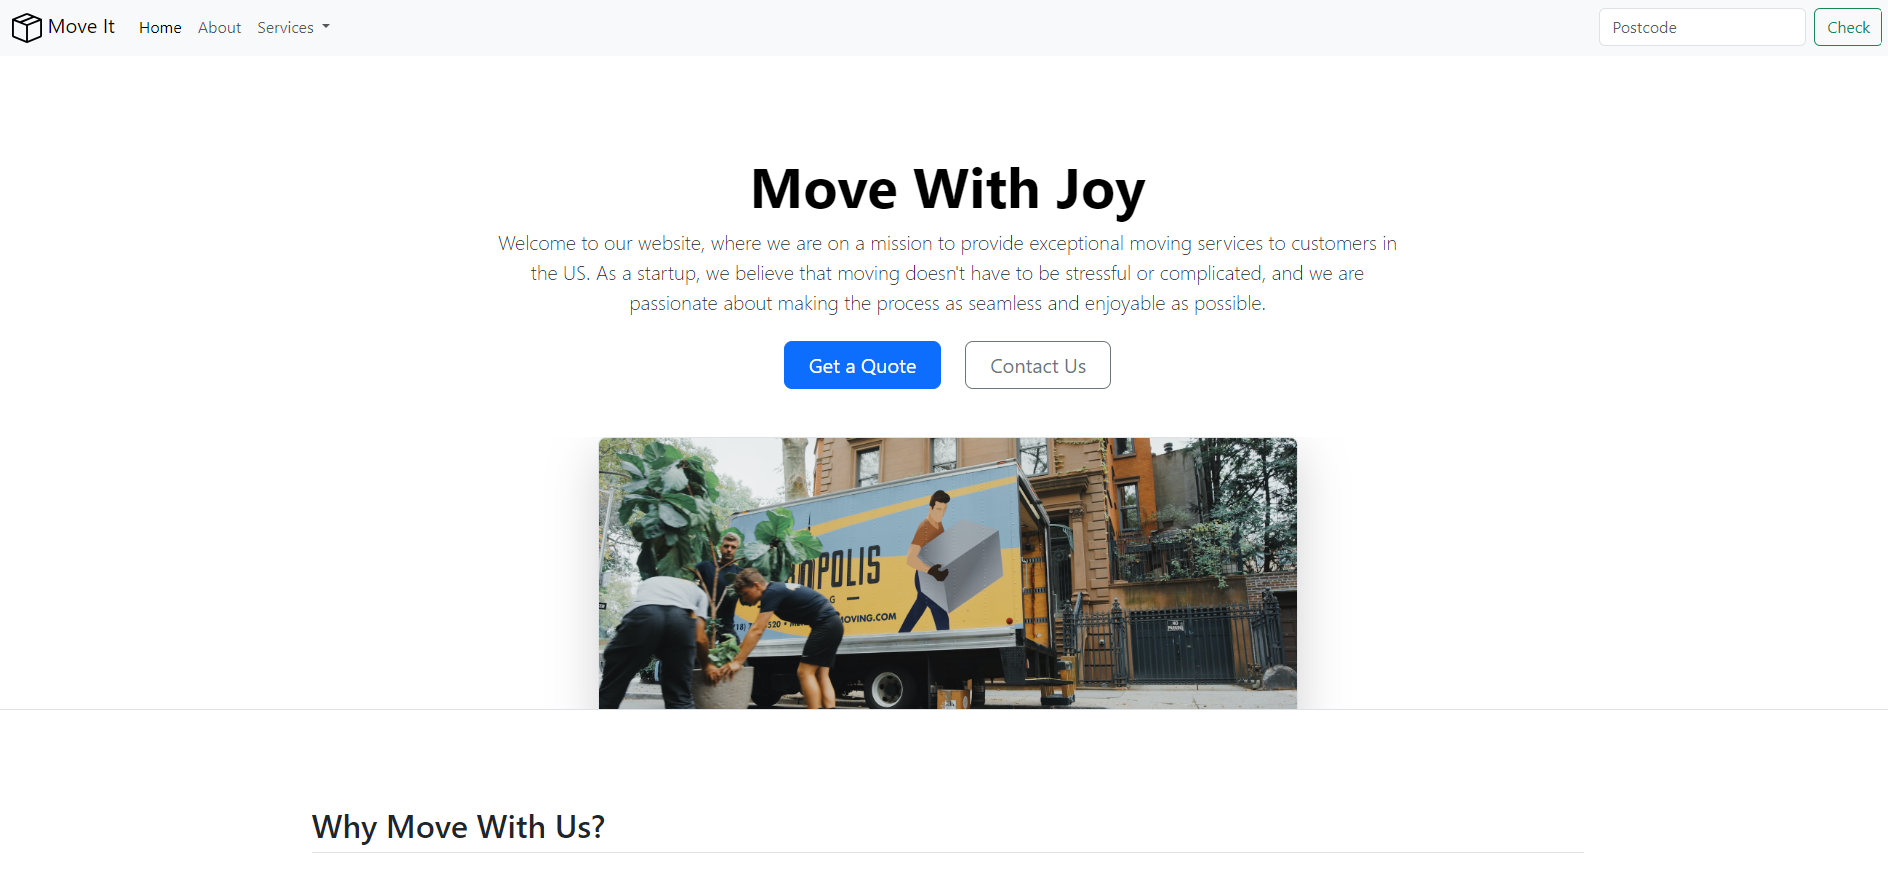 Move It
Home
About
Services
Postcode
Check
Move With Joy
Welcome to our website, where we are on a mission to provide exceptional moving services to customers in
the US. As a startup, we believe that moving doesn't have to be stressful or complicated, and we are
passionate about making the process as seamless and enjoyable as possible.
Get a Quote
Contact Us
POLIS
MOVING.COM
NO
PARKING
Why Move With Us?